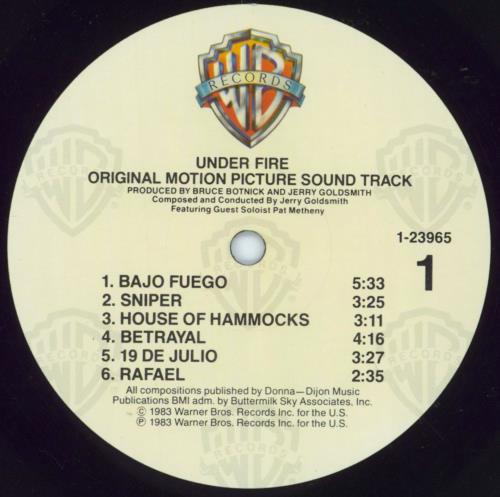 WB
RECORDS
UNDER FIRE
ORIGINAL MOTION PICTURE SOUND TRACK
PRODUCED BY BRUCE BOTNICK AND JERRY GOLDSMITH
Composed and Conducted By Jerry Goldsmith
Featuring Guest Soloist Pat Metheny
1-23965
1
1. BAJO FUEGO 5:33
2. SNIPER 3:25
3. HOUSE OF HAMMOCKS 3:11
4. BETRAYAL 4:16
5. 19 DE JULIO 3:27
6. RAFAEL 2:35
All compositions published by Donna—Dijon Music
Publications BMI adm. by Buttermilk Sky Associates, Inc.
© 1983 Warner Bros. Records Inc. for the U.S.
℗ 1983 Warner Bros. Records Inc. for the U.S.